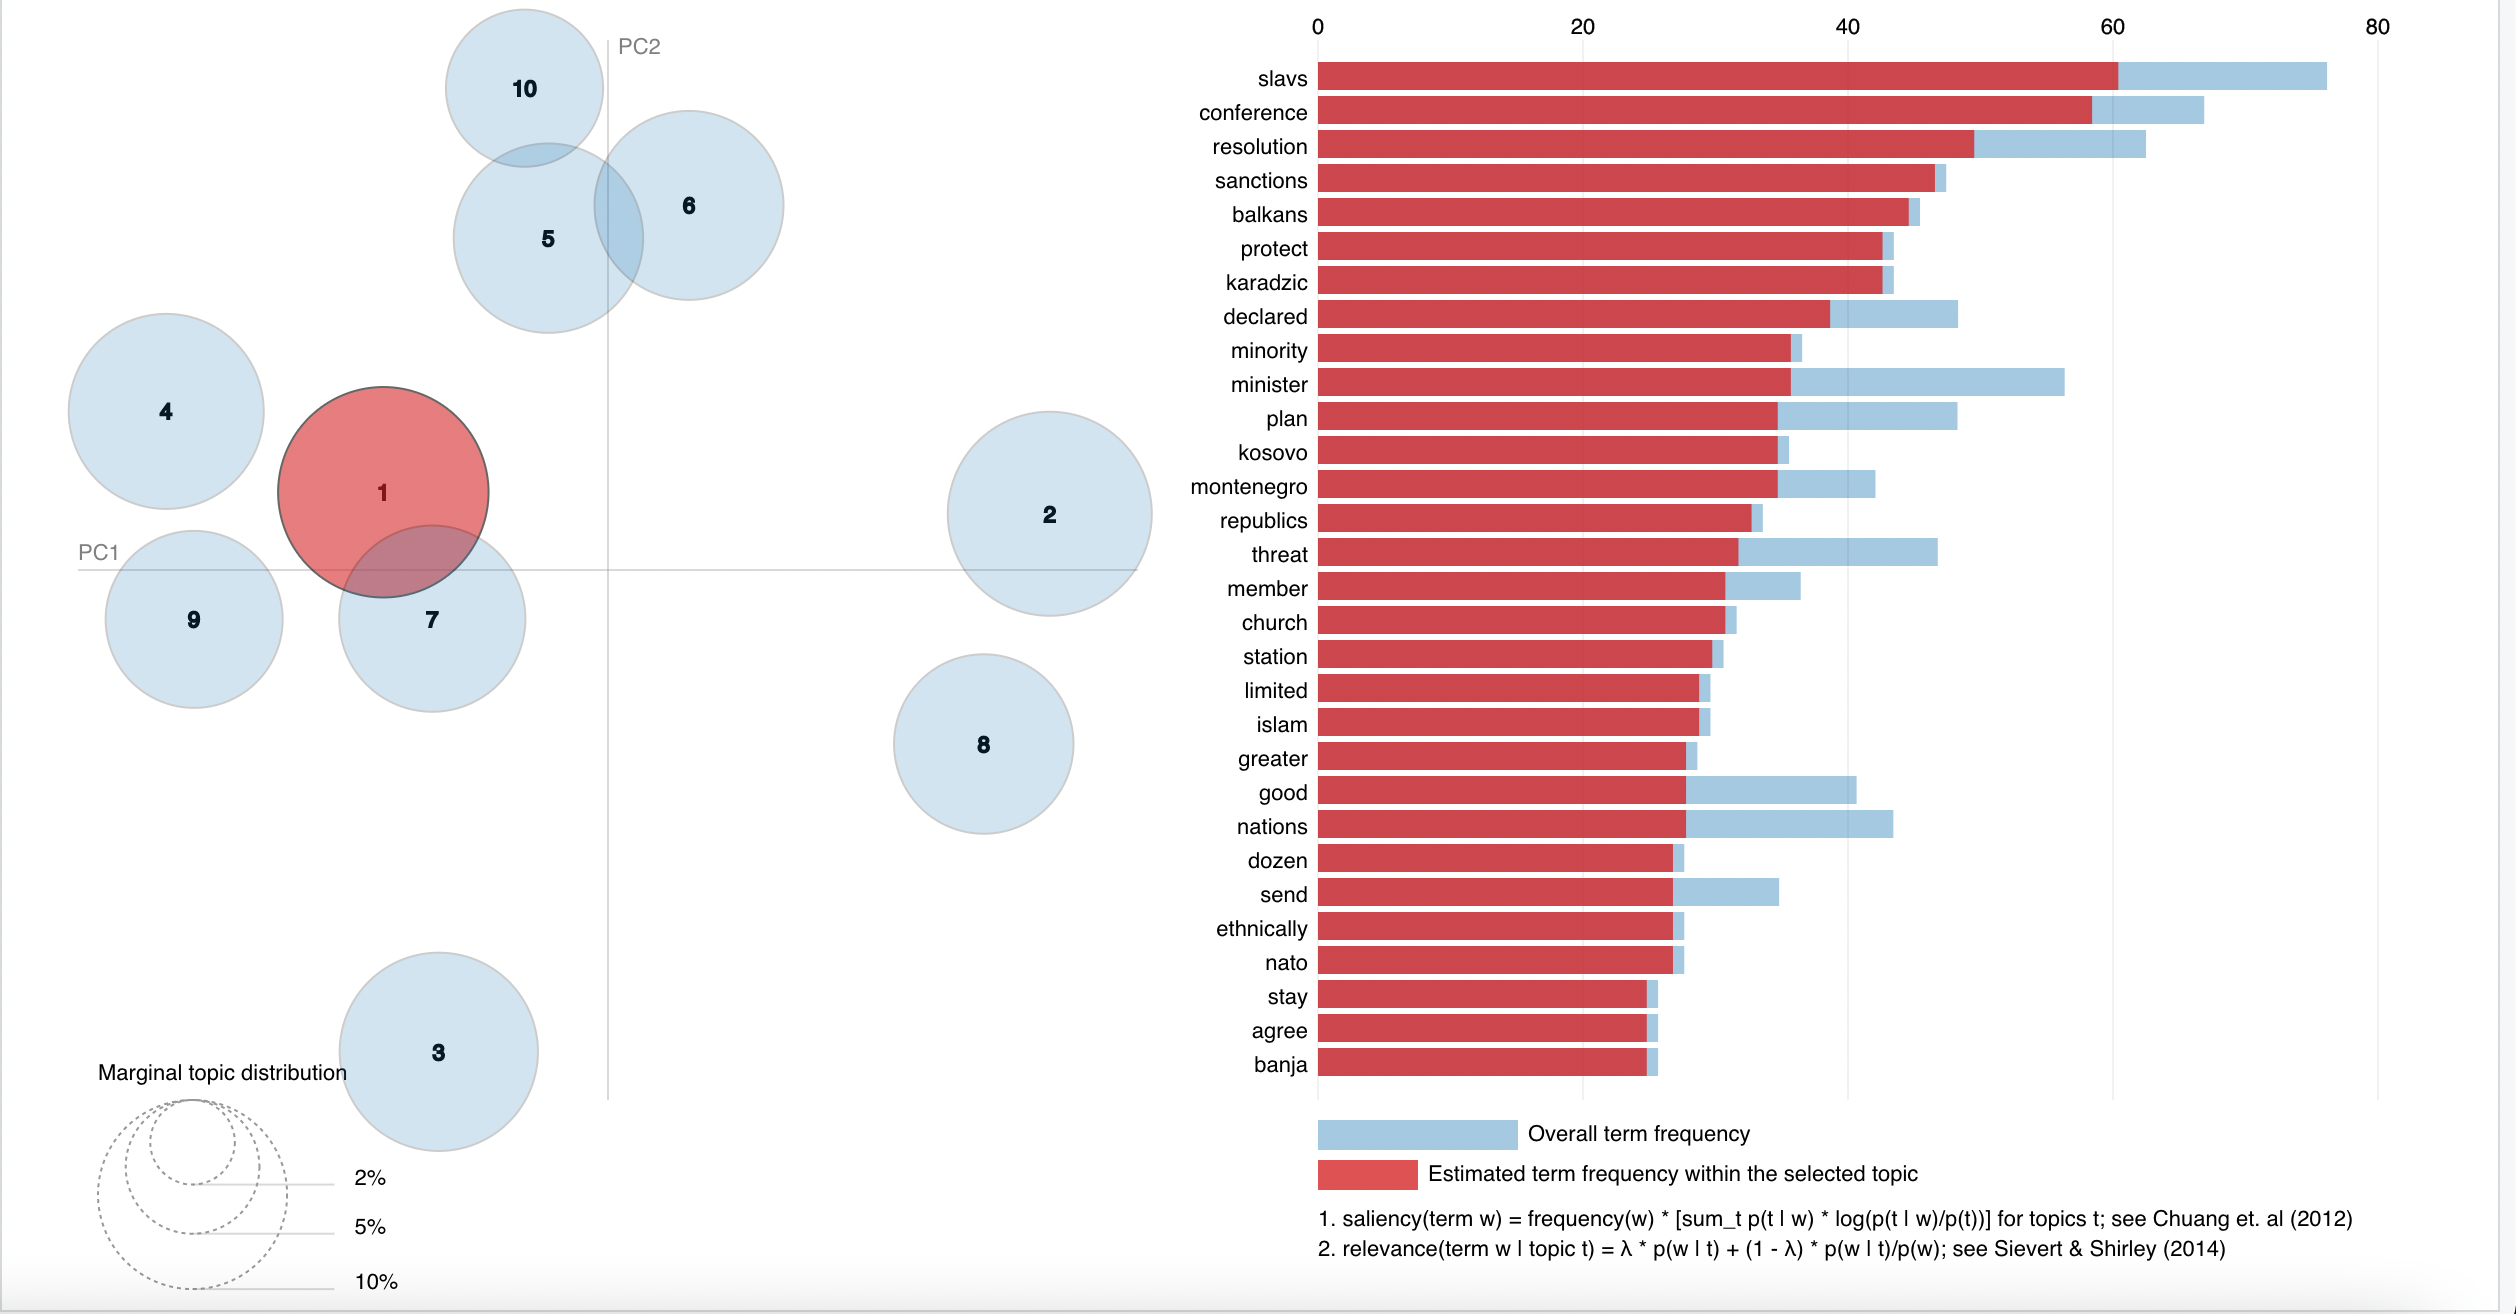 PC2
10
6
5
4
1
2
PC1
9
7
8
3
Marginal topic distribution
2%
5%
10%
0 20 40 60 80
slavs
conference
resolution
sanctions
balkans
protect
karadzic
declared
minority
minister
plan
kosovo
montenegro
republics
threat
member
church
station
limited
islam
greater
good
nations
dozen
send
ethnically
nato
stay
agree
banja
Overall term frequency
Estimated term frequency within the selected topic
1. saliency(term w) = frequency(w) * [sum_t p(t | w) * log(p(t | w)/p(t))] for topics t; see Chuang et. al (2012)
2. relevance(term w | topic t) = λ * p(w | t) + (1 - λ) * p(w | t)/p(w); see Sievert & Shirley (2014)